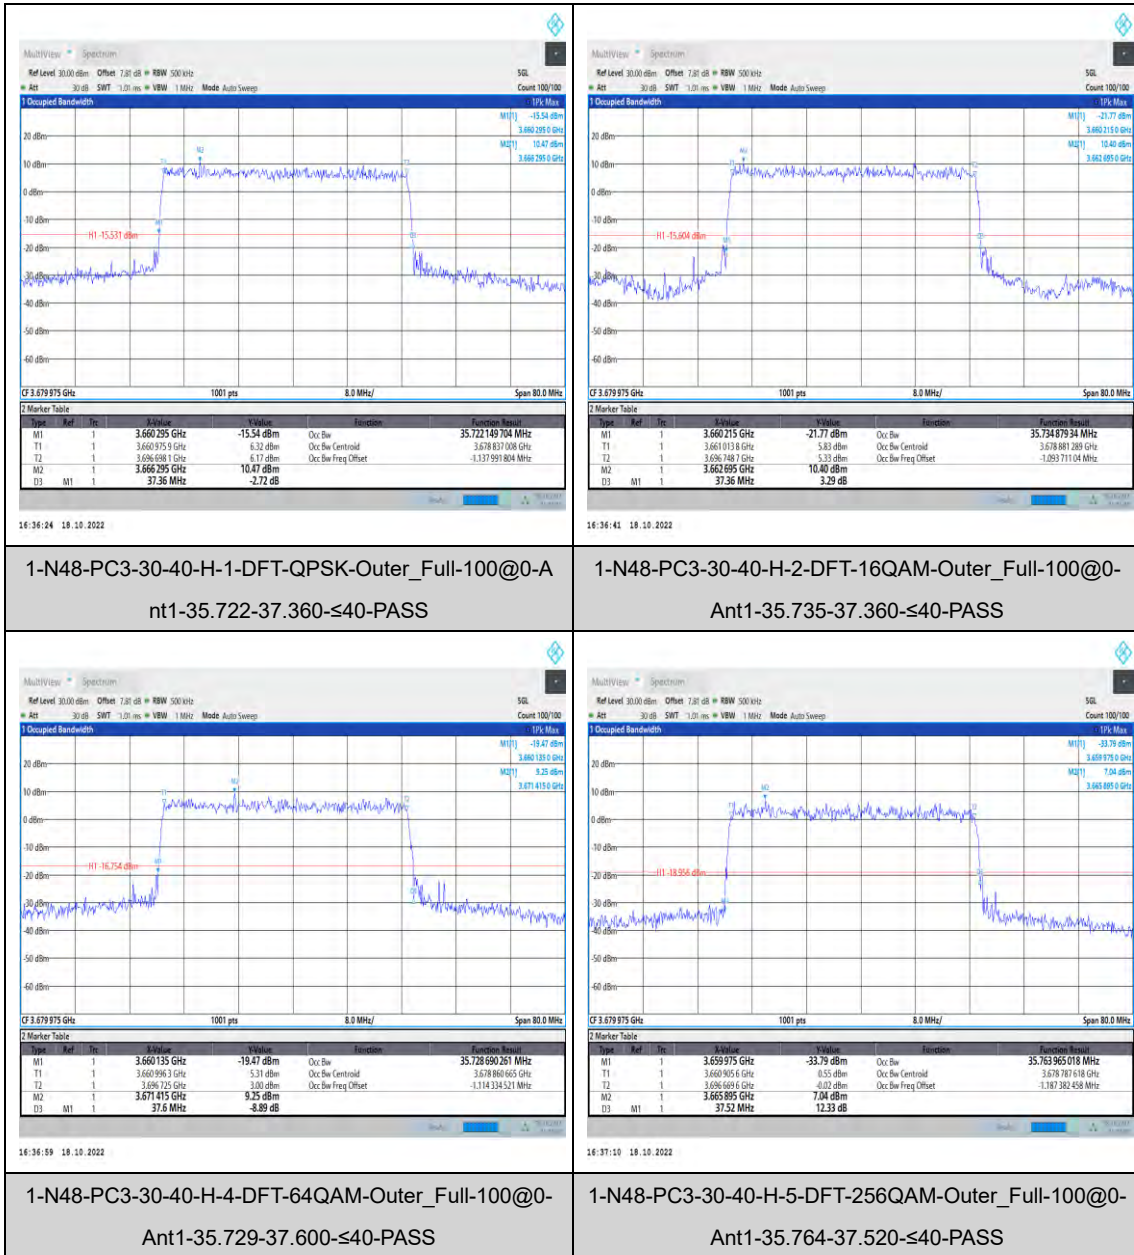 MultiView Spectrum
Ref Level 30.00 dBm Offset 7.81 dB RBW 500 kHz SGL
Att 30 dB SWT 1.01 ms VBW 1 MHz Mode Auto Sweep Count 100/100
1 Occupied Bandwidth 1Pk Max
M1[1] -15.54 dBm
3.660 295 0 GHz
M2[1] 10.47 dBm
3.666 295 0 GHz
20 dBm
10 dBm
0 dBm
-10 dBm
H1 -15.531 dBm
-20 dBm
-30 dBm
-40 dBm
-50 dBm
-60 dBm
CF 3.679 975 GHz 1001 pts 8.0 MHz/ Span 80.0 MHz
2 Marker Table
Type Ref Trc X-Value Y-Value Function Function Result
M1 1 3.660 295 GHz -15.54 dBm Occ Bw 35.722 149 704 MHz
T1 1 3.660 975 9 GHz 6.32 dBm Occ Bw Centroid 3.678 837 008 GHz
T2 1 3.696 698 1 GHz 6.17 dBm Occ Bw Freq Offset -1.137 991 804 MHz
M2 1 3.666 295 GHz 10.47 dBm
D3 M1 1 37.36 MHz -2.72 dB
16:36:24 18.10.2022
1-N48-PC3-30-40-H-1-DFT-QPSK-Outer_Full-100@0-A
nt1-35.722-37.360-≤40-PASS
MultiView Spectrum
Ref Level 30.00 dBm Offset 7.81 dB RBW 500 kHz SGL
Att 30 dB SWT 1.01 ms VBW 1 MHz Mode Auto Sweep Count 100/100
1 Occupied Bandwidth 1Pk Max
M1[1] -21.77 dBm
3.660 215 0 GHz
M2[1] 10.40 dBm
3.662 695 0 GHz
20 dBm
10 dBm
0 dBm
-10 dBm
H1 -15.604 dBm
-20 dBm
-30 dBm
-40 dBm
-50 dBm
-60 dBm
CF 3.679 975 GHz 1001 pts 8.0 MHz/ Span 80.0 MHz
2 Marker Table
Type Ref Trc X-Value Y-Value Function Function Result
M1 1 3.660 215 GHz -21.77 dBm Occ Bw 35.734 879 34 MHz
T1 1 3.661 013 8 GHz 5.83 dBm Occ Bw Centroid 3.678 881 289 GHz
T2 1 3.696 748 7 GHz 5.33 dBm Occ Bw Freq Offset -1.093 711 04 MHz
M2 1 3.662 695 GHz 10.40 dBm
D3 M1 1 37.36 MHz 3.29 dB
16:36:41 18.10.2022
1-N48-PC3-30-40-H-2-DFT-16QAM-Outer_Full-100@0-
Ant1-35.735-37.360-≤40-PASS
MultiView Spectrum
Ref Level 30.00 dBm Offset 7.81 dB RBW 500 kHz SGL
Att 30 dB SWT 1.01 ms VBW 1 MHz Mode Auto Sweep Count 100/100
1 Occupied Bandwidth 1Pk Max
M1[1] -19.47 dBm
3.660 135 0 GHz
M2[1] 9.25 dBm
3.671 415 0 GHz
20 dBm
10 dBm
0 dBm
-10 dBm
H1 -16.754 dBm
-20 dBm
-30 dBm
-40 dBm
-50 dBm
-60 dBm
CF 3.679 975 GHz 1001 pts 8.0 MHz/ Span 80.0 MHz
2 Marker Table
Type Ref Trc X-Value Y-Value Function Function Result
M1 1 3.660 135 GHz -19.47 dBm Occ Bw 35.728 690 261 MHz
T1 1 3.660 996 3 GHz 5.31 dBm Occ Bw Centroid 3.678 860 665 GHz
T2 1 3.696 725 GHz 3.00 dBm Occ Bw Freq Offset -1.114 334 521 MHz
M2 1 3.671 415 GHz 9.25 dBm
D3 M1 1 37.6 MHz -8.89 dB
16:36:59 18.10.2022
1-N48-PC3-30-40-H-4-DFT-64QAM-Outer_Full-100@0-
Ant1-35.729-37.600-≤40-PASS
MultiView Spectrum
Ref Level 30.00 dBm Offset 7.81 dB RBW 500 kHz SGL
Att 30 dB SWT 1.01 ms VBW 1 MHz Mode Auto Sweep Count 100/100
1 Occupied Bandwidth 1Pk Max
M1[1] -33.79 dBm
3.659 975 0 GHz
M2[1] 7.04 dBm
3.665 895 0 GHz
20 dBm
10 dBm
0 dBm
-10 dBm
H1 -18.956 dBm
-20 dBm
-30 dBm
-40 dBm
-50 dBm
-60 dBm
CF 3.679 975 GHz 1001 pts 8.0 MHz/ Span 80.0 MHz
2 Marker Table
Type Ref Trc X-Value Y-Value Function Function Result
M1 1 3.659 975 GHz -33.79 dBm Occ Bw 35.763 965 018 MHz
T1 1 3.660 905 6 GHz 0.55 dBm Occ Bw Centroid 3.678 787 618 GHz
T2 1 3.696 669 6 GHz -0.02 dBm Occ Bw Freq Offset -1.187 382 458 MHz
M2 1 3.665 895 GHz 7.04 dBm
D3 M1 1 37.52 MHz 12.33 dB
16:37:10 18.10.2022
1-N48-PC3-30-40-H-5-DFT-256QAM-Outer_Full-100@0-
Ant1-35.764-37.520-≤40-PASS